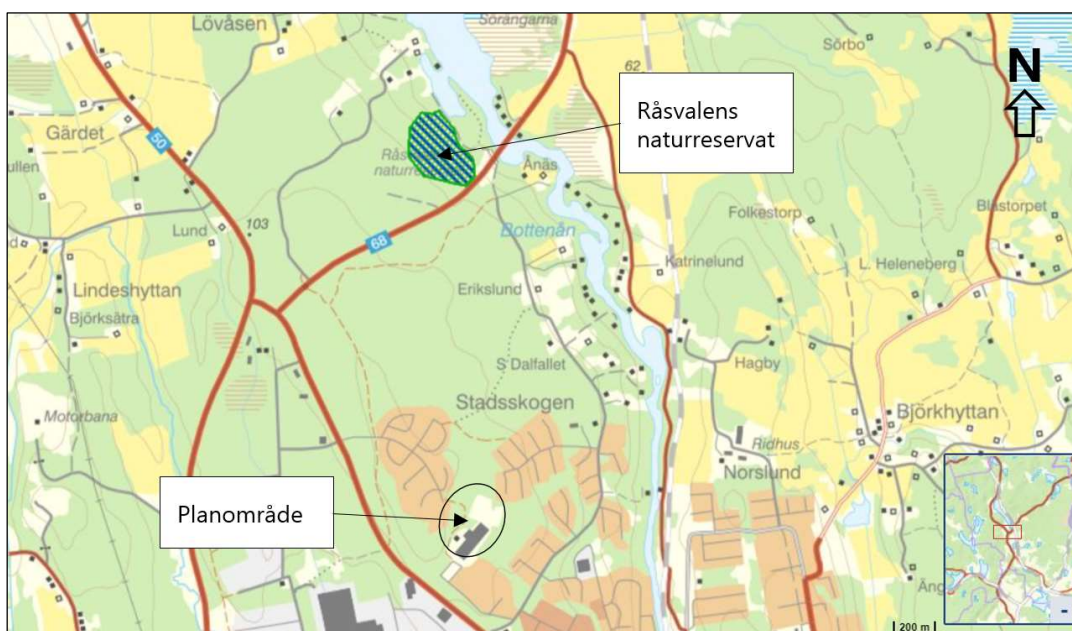 Lövåsen
Sörängarna
Sörbo
62
N
Råsvalens
naturreservat
Gärdet
50
Ånäs
103
Lund
68
Bottenån
Folkestorp
Blåstorpet
Katrinelund
L. Heleneberg
Lindeshyttan
Erikslund
Björksätra
S Dalfallet
Hagby
Stadsskogen
Motorbana
Björkhyttan
Ridhus
Norslund
Planområde
200 m